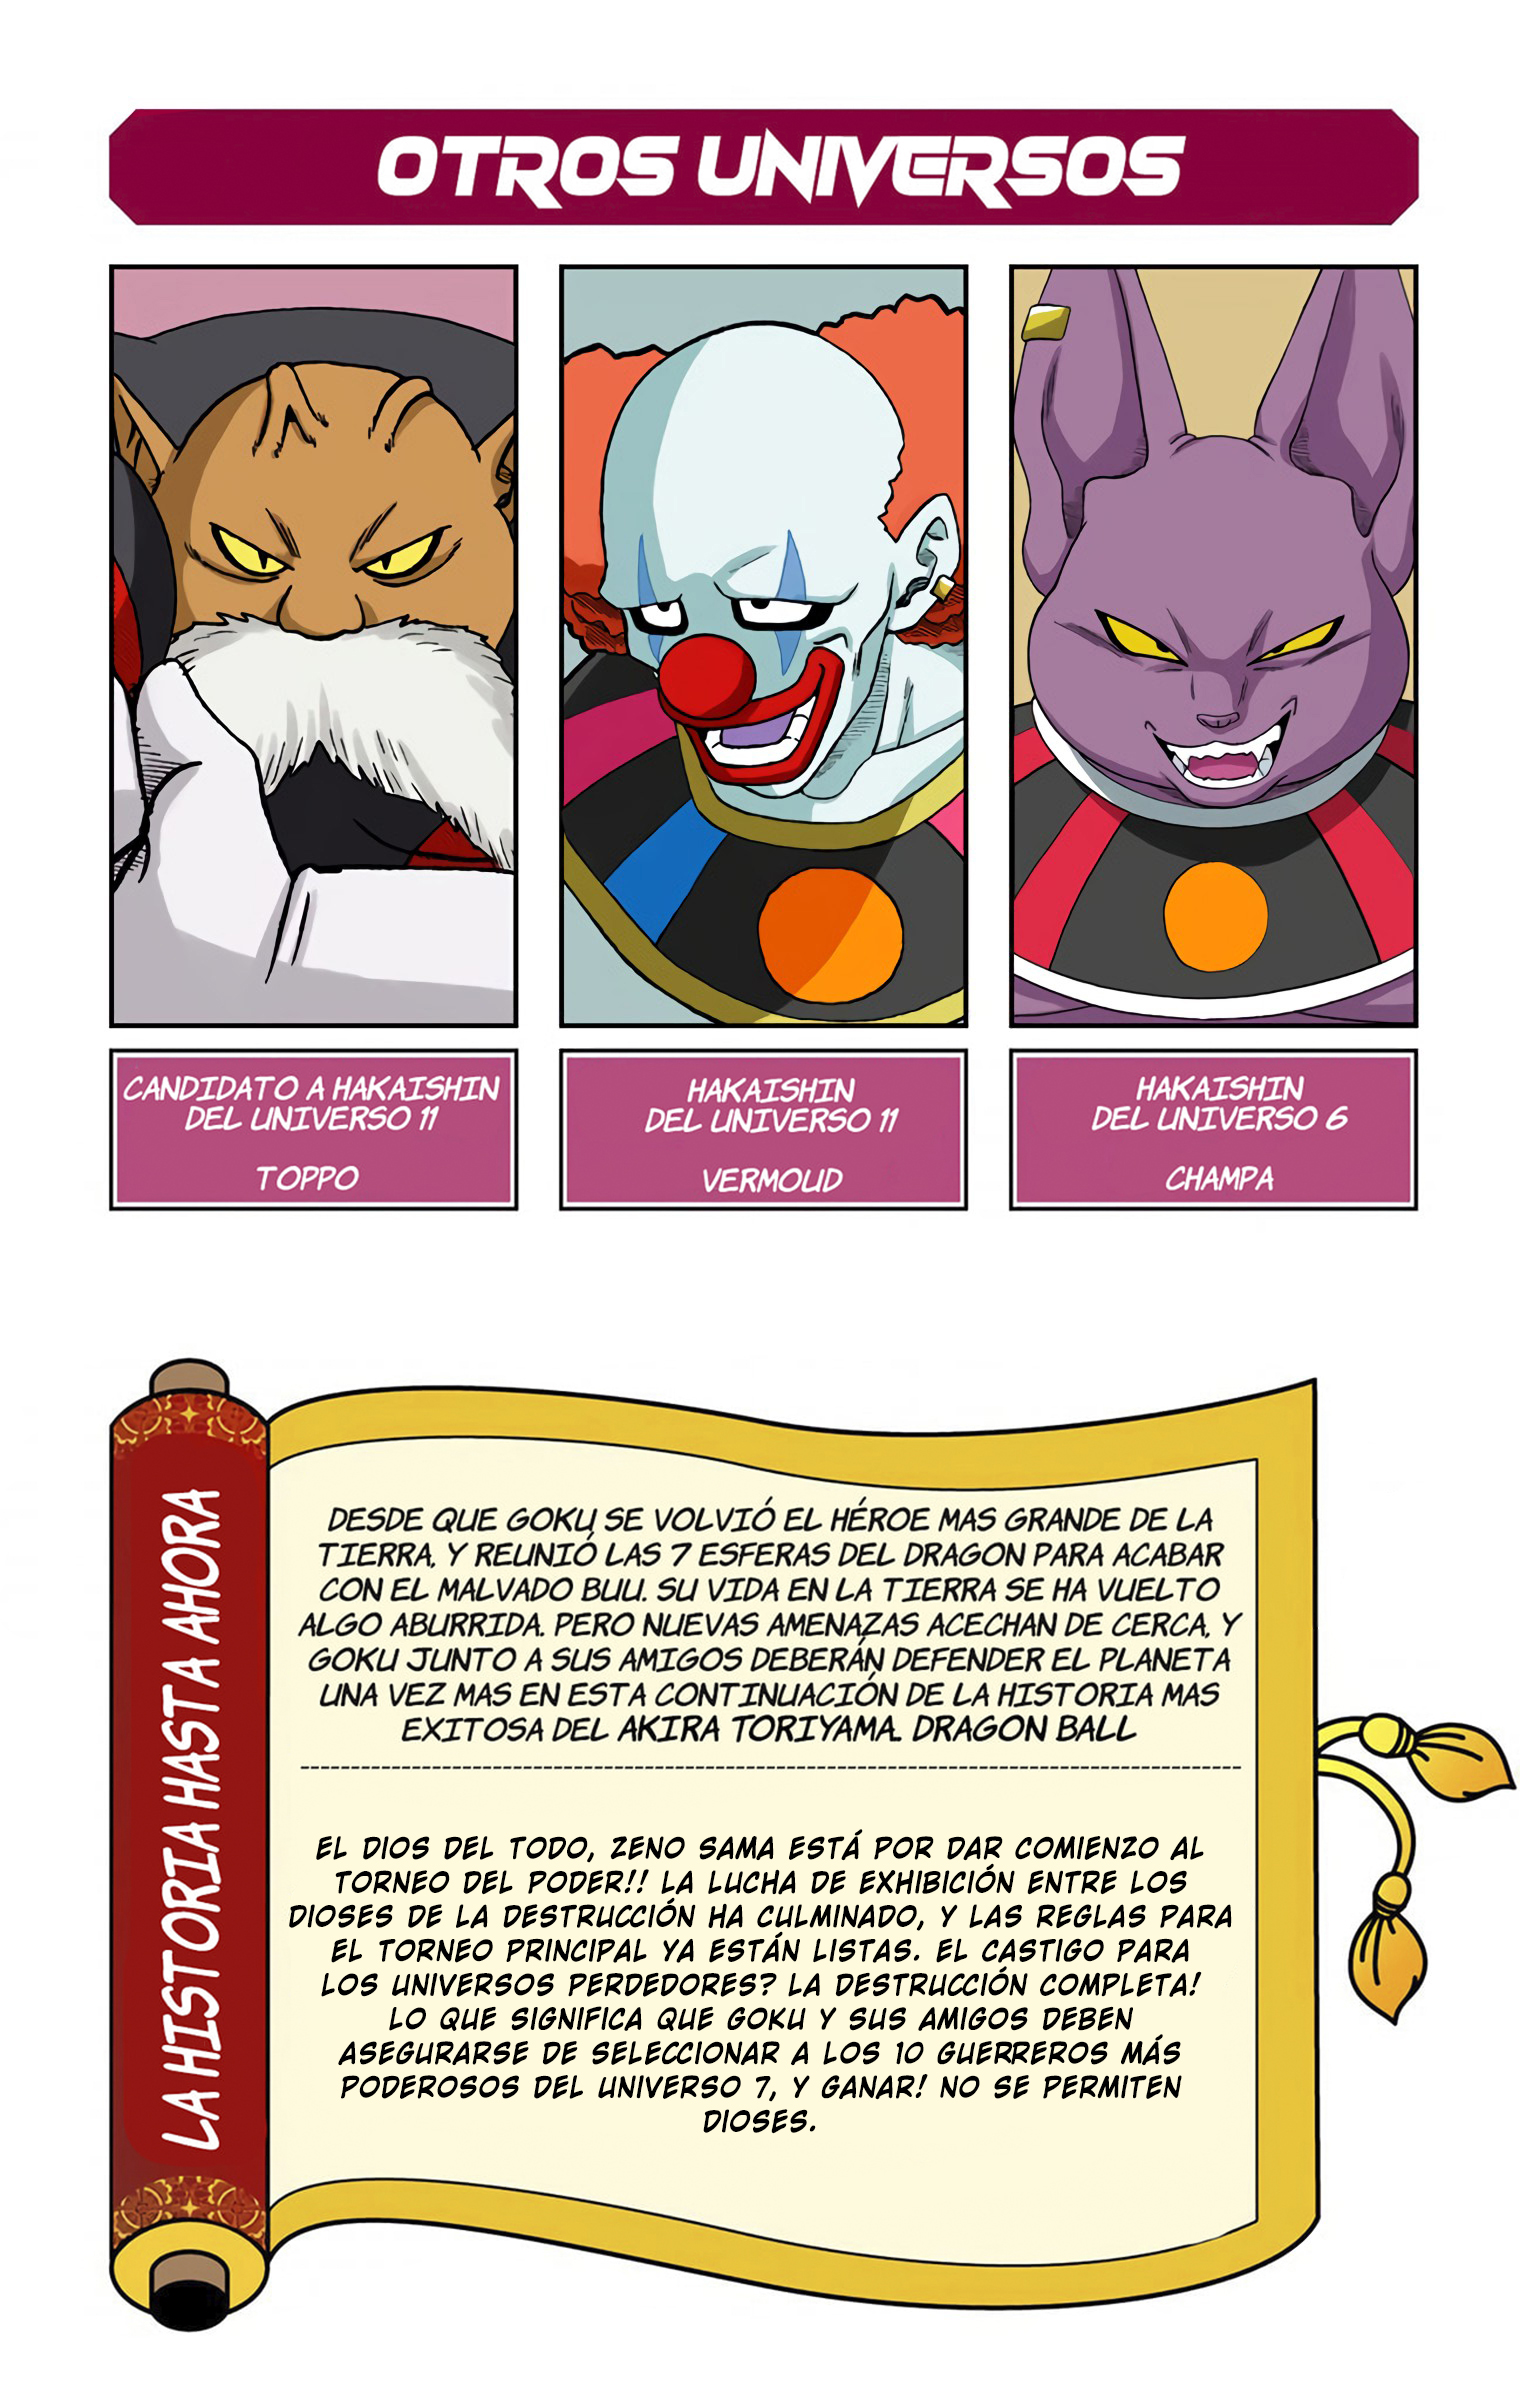 OTROS UNIVERSOS
CANDIDATO A HAKAISHIN
DEL UNIVERSO 11
TOPPO
HAKAISHIN
DEL UNIVERSO 11
VERMOUD
HAKAISHIN
DEL UNIVERSO 6
CHAMPA
LA HISTORIA HASTA AHORA
DESDE QUE GOKU SE VOLVIÓ EL HÉROE MAS GRANDE DE LA
TIERRA, Y REUNIÓ LAS 7 ESFERAS DEL DRAGON PARA ACABAR
CON EL MALVADO BUU. SU VIDA EN LA TIERRA SE HA VUELTO
ALGO ABURRIDA. PERO NUEVAS AMENAZAS ACECHAN DE CERCA, Y
GOKU JUNTO A SUS AMIGOS DEBERÁN DEFENDER EL PLANETA
UNA VEZ MAS EN ESTA CONTINUACIÓN DE LA HISTORIA MAS
EXITOSA DEL AKIRA TORIYAMA. DRAGON BALL
EL DIOS DEL TODO, ZENO SAMA ESTÁ POR DAR COMIENZO AL
TORNEO DEL PODER!! LA LUCHA DE EXHIBICIÓN ENTRE LOS
DIOSES DE LA DESTRUCCIÓN HA CULMINADO, Y LAS REGLAS PARA
EL TORNEO PRINCIPAL YA ESTÁN LISTAS. EL CASTIGO PARA
LOS UNIVERSOS PERDEDORES? LA DESTRUCCIÓN COMPLETA!
LO QUE SIGNIFICA QUE GOKU Y SUS AMIGOS DEBEN
ASEGURARSE DE SELECCIONAR A LOS 10 GUERREROS MÁS
PODEROSOS DEL UNIVERSO 7, Y GANAR! NO SE PERMITEN
DIOSES.